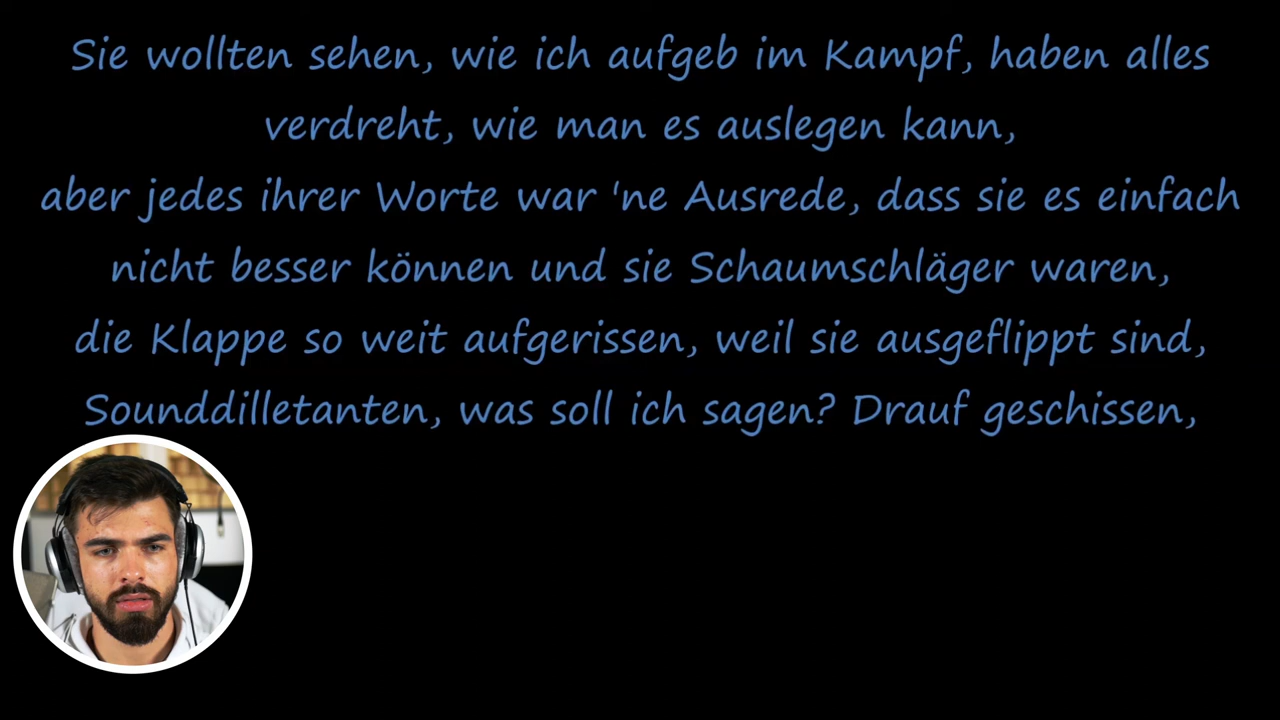 Sie wollten sehen, wie ich aufgeb im Kampf, haben alles
verdreht, wie man es auslegen kann,
aber jedes ihrer Worte war 'ne Ausrede, dass sie es einfach
nicht besser können und sie Schaumschläger waren,
die Klappe so weit aufgerissen, weil sie ausgeflippt sind,
Sounddilletanten, was soll ich sagen? Drauf geschissen,